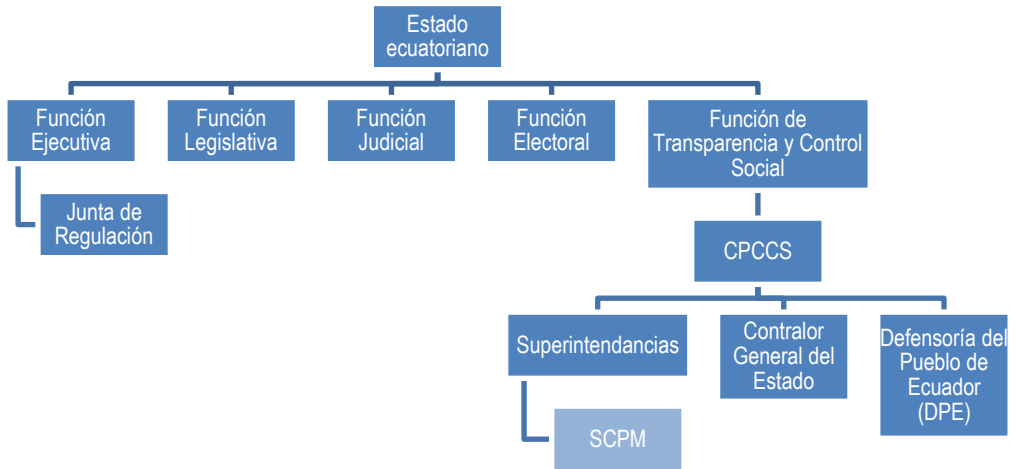 Estado
ecuatoriano
Función
Ejecutiva
Función
Legislativa
Función
Judicial
Función
Electoral
Función de
Transparencia y Control
Social
Junta de
Regulación
CPCCS
Superintendancias
Contralor
General del
Estado
Defensoría del
Pueblo de
Ecuador
(DPE)
SCPM